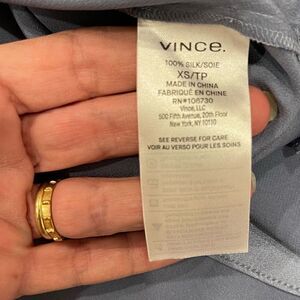 VINCE.
100% SILK/SOIE
XS/TP
MADE IN CHINA
FABRIQUÉ EN CHINE
RN#106730
Vince, LLC
500 Fifth Avenue, 20th Floor
New York, NY 10110
SEE REVERSE FOR CARE
VOIR AU VERSO POUR LES SOINS